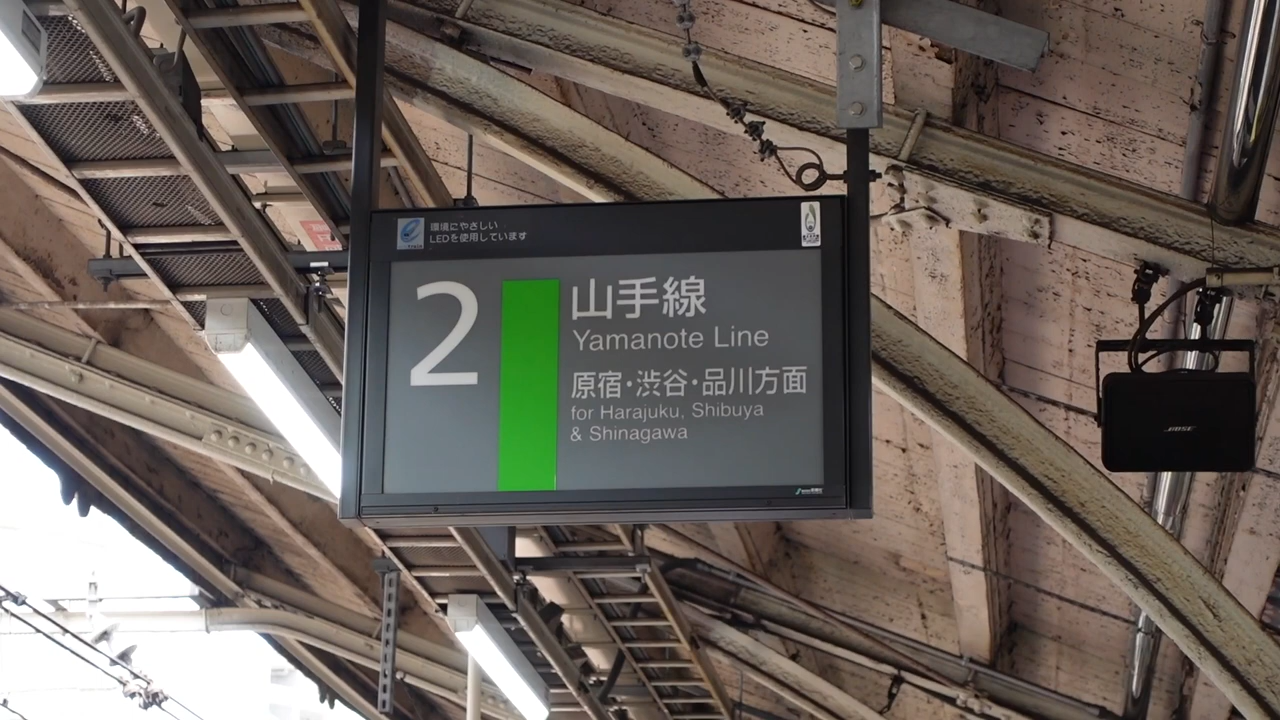 環境にやさしい
LEDを使用しています
2
山手線
Yamanote Line
原宿・渋谷・品川方面
for Harajuku, Shibuya
& Shinagawa
BOSE